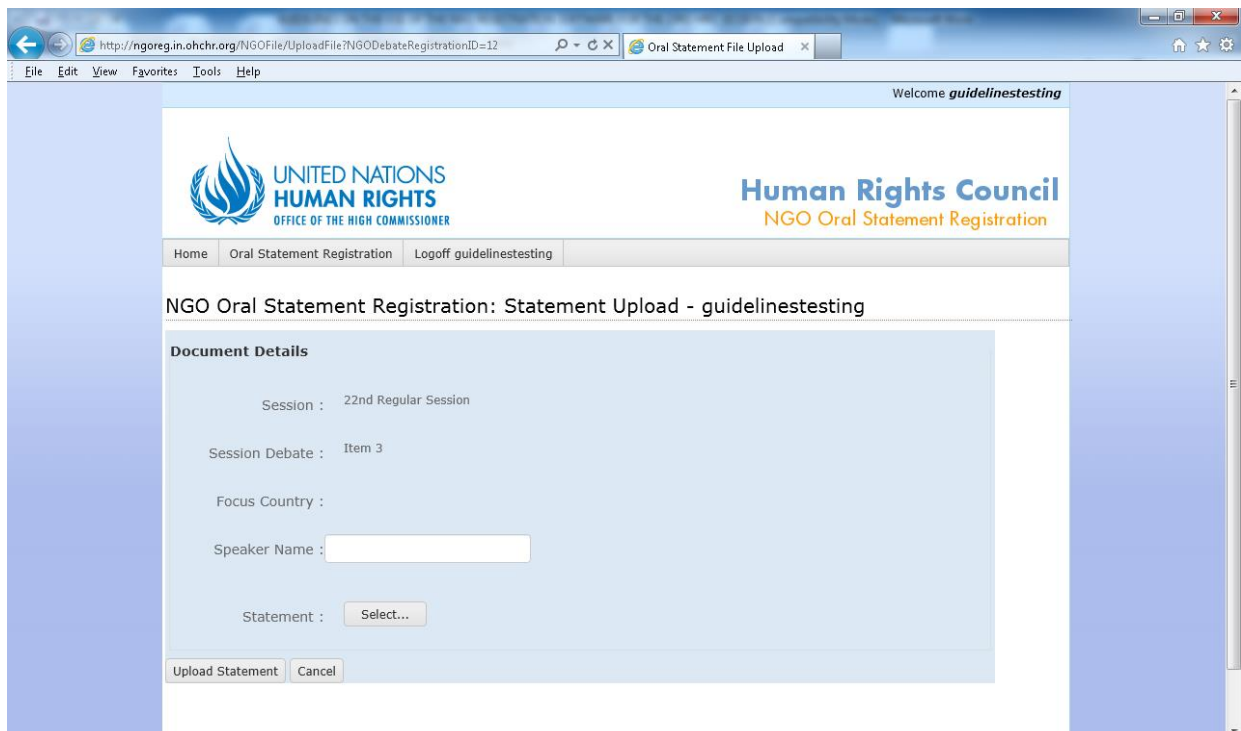 http://ngoreg.in.ohchr.org/NGOFile/UploadFile?NGODebateRegistrationID=12
Oral Statement File Upload
File Edit View Favorites Tools Help
Welcome guidelinestesting
UNITED NATIONS
HUMAN RIGHTS
OFFICE OF THE HIGH COMMISSIONER
Human Rights Council
NGO Oral Statement Registration
Home Oral Statement Registration Logoff guidelinestesting
NGO Oral Statement Registration: Statement Upload - guidelinestesting
Document Details
Session : 22nd Regular Session
Session Debate : Item 3
Focus Country :
Speaker Name :
Statement : Select...
Upload Statement Cancel